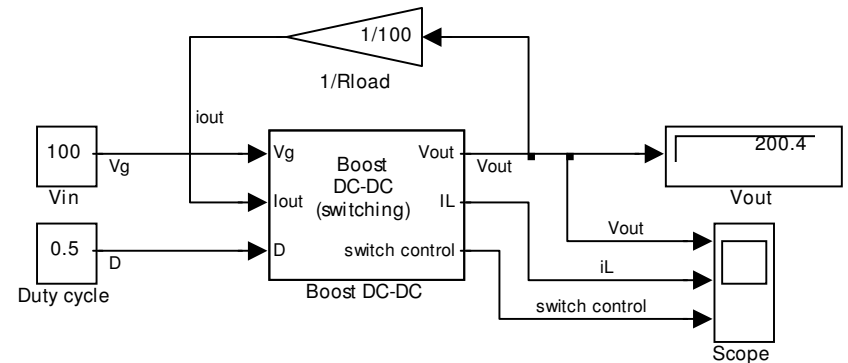 1/100
1/Rload
iout
100
Vg
Vin
Vg
Boost
DC-DC
(switching)
Vout
Iout
IL
D
switch control
Boost DC-DC
Vout
200.4
Vout
0.5
D
Duty cycle
Vout
iL
switch control
Scope